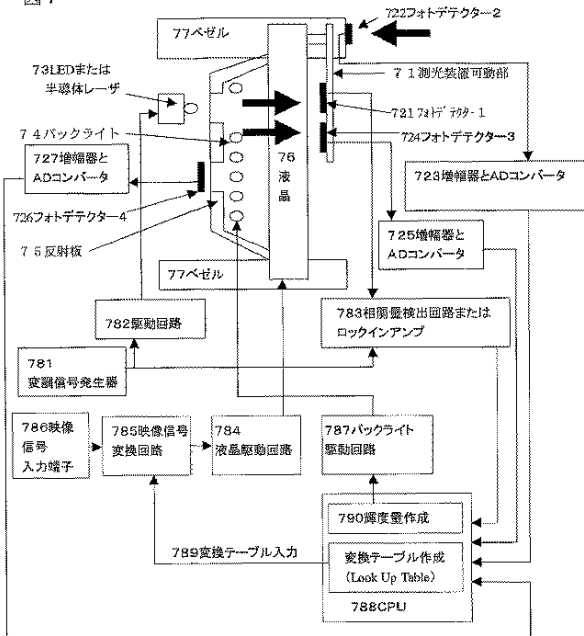 図7
722フォトデテクター2
77ベゼル
73LEDまたは
半導体レーザ
71測光装置可動部
721フォトデテクター1
74バックライト
724フォトデテクター3
727増幅器と
ADコンバータ
76
液
晶
723増幅器とADコンバータ
726フォトデテクター4
725増幅器と
ADコンバータ
75反射板
77ベゼル
782駆動回路
783相関量検出回路または
ロックインアンプ
781
変調信号発生器
786映像
信号
入力端子
785映像信号
変換回路
784
液晶駆動回路
787バックライト
駆動回路
790輝度量作成
789変換テーブル入力
変換テーブル作成
(Look Up Table)
788CPU